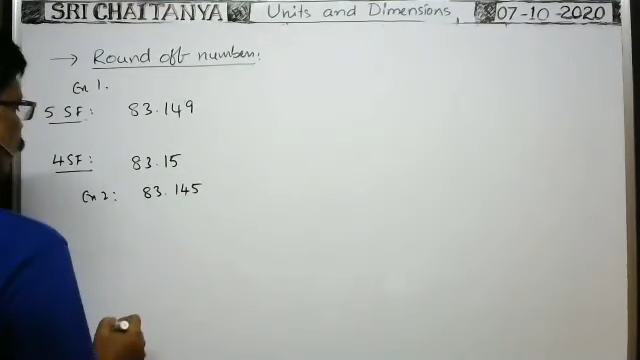 SRI CHAITANYA Units and Dimensions, 07-10-2020
→ Round off number:
Ex 1.
5 SF: 83.149
4SF: 83.15
Ex 2: 83.145